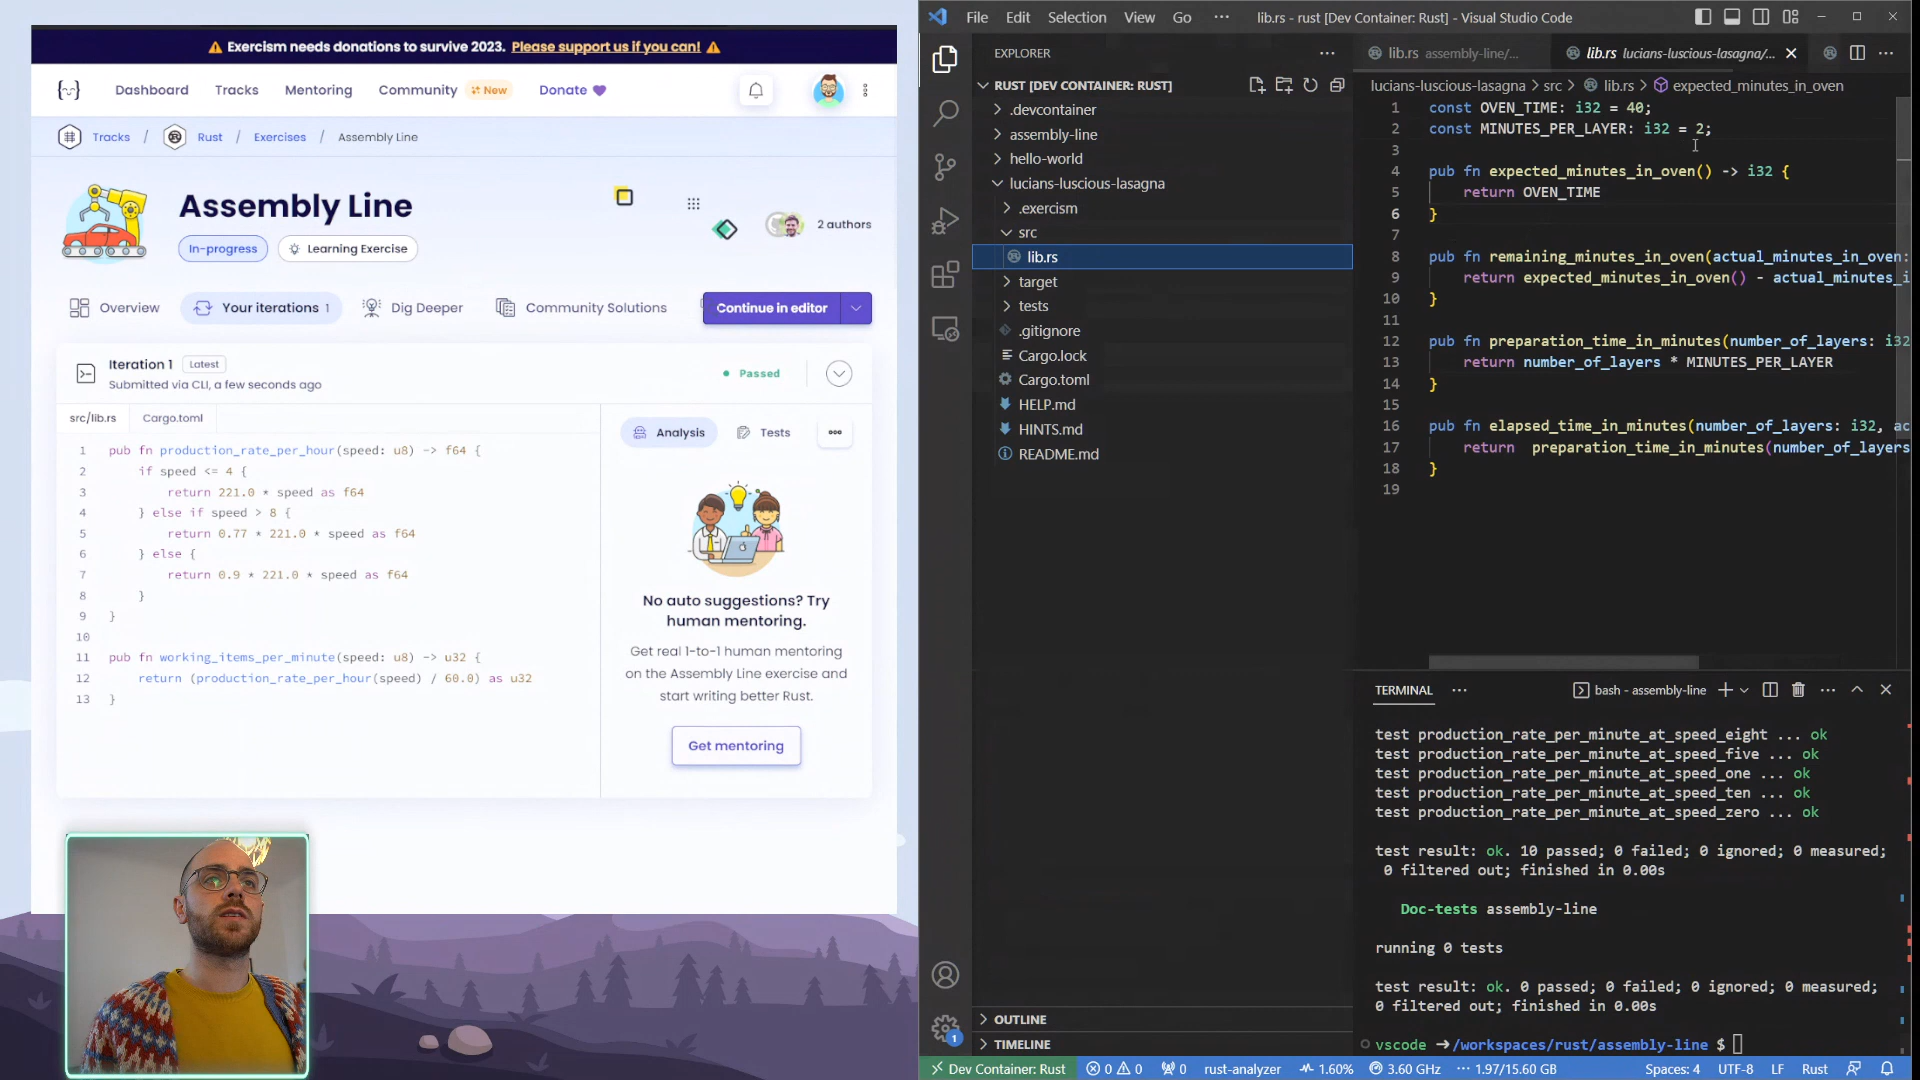 ⚠ Exercism needs donations to survive 2023. Please support us if you can! ⚠
Dashboard Tracks Mentoring Community New Donate
Tracks / Rust / Exercises / Assembly Line
Assembly Line
In-progress Learning Exercise
2 authors
Overview Your iterations 1 Dig Deeper Community Solutions Continue in editor
Iteration 1 Latest
Submitted via CLI, a few seconds ago
Passed
src/lib.rs Cargo.toml
1 pub fn production_rate_per_hour(speed: u8) -> f64 {
2 if speed <= 4 {
3 return 221.0 * speed as f64
4 } else if speed > 8 {
5 return 0.77 * 221.0 * speed as f64
6 } else {
7 return 0.9 * 221.0 * speed as f64
8 }
9 }
10
11 pub fn working_items_per_minute(speed: u8) -> u32 {
12 return (production_rate_per_hour(speed) / 60.0) as u32
13 }
Analysis Tests
No auto suggestions? Try
human mentoring.
Get real 1-to-1 human mentoring
on the Assembly Line exercise and
start writing better Rust.
Get mentoring
File Edit Selection View Go ··· lib.rs - rust [Dev Container: Rust] - Visual Studio Code
EXPLORER
RUST [DEV CONTAINER: RUST]
.devcontainer
assembly-line
hello-world
lucians-luscious-lasagna
.exercism
src
lib.rs
target
tests
.gitignore
Cargo.lock
Cargo.toml
HELP.md
HINTS.md
README.md
OUTLINE
TIMELINE
lib.rs assembly-line/... lib.rs lucians-luscious-lasagna/...
lucians-luscious-lasagna > src > lib.rs > expected_minutes_in_oven
1 const OVEN_TIME: i32 = 40;
2 const MINUTES_PER_LAYER: i32 = 2;
3
4 pub fn expected_minutes_in_oven() -> i32 {
5 return OVEN_TIME
6 }
7
8 pub fn remaining_minutes_in_oven(actual_minutes_in_oven:
9 return expected_minutes_in_oven() - actual_minutes_i
10 }
11
12 pub fn preparation_time_in_minutes(number_of_layers: i32
13 return number_of_layers * MINUTES_PER_LAYER
14 }
15
16 pub fn elapsed_time_in_minutes(number_of_layers: i32, ac
17 return preparation_time_in_minutes(number_of_layers
18 }
19
TERMINAL ··· bash - assembly-line
test production_rate_per_minute_at_speed_eight ... ok
test production_rate_per_minute_at_speed_five ... ok
test production_rate_per_minute_at_speed_one ... ok
test production_rate_per_minute_at_speed_ten ... ok
test production_rate_per_minute_at_speed_zero ... ok
test result: ok. 10 passed; 0 failed; 0 ignored; 0 measured;
0 filtered out; finished in 0.00s
Doc-tests assembly-line
running 0 tests
test result: ok. 0 passed; 0 failed; 0 ignored; 0 measured;
0 filtered out; finished in 0.00s
vscode ➜ /workspaces/rust/assembly-line $
1
Dev Container: Rust 0 0 0 rust-analyzer 1.60% 3.60 GHz ··· 1.97/15.60 GB Spaces: 4 UTF-8 LF Rust